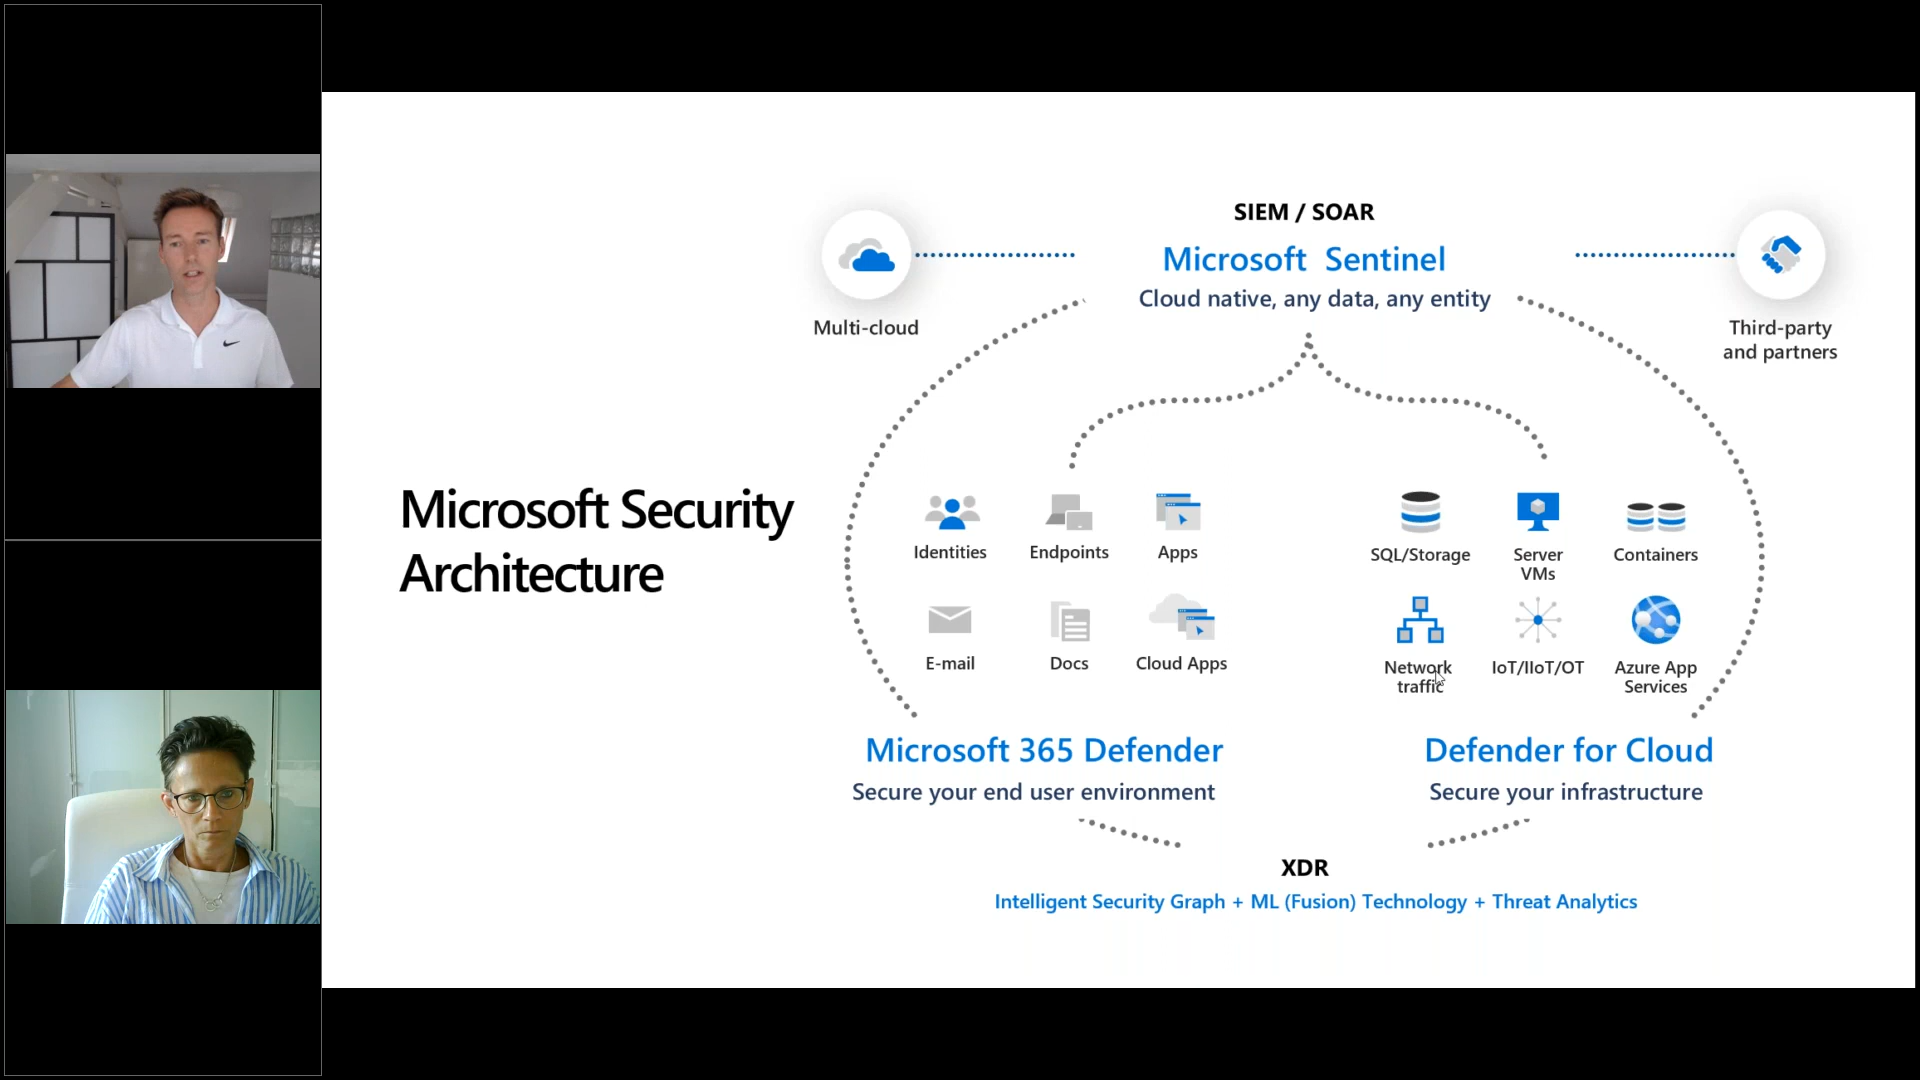 SIEM / SOAR
Microsoft Sentinel
Cloud native, any data, any entity
Multi-cloud
Third-party
and partners
Microsoft Security
Architecture
Identities
Endpoints
Apps
E-mail
Docs
Cloud Apps
SQL/Storage
Server
VMs
Containers
Network
traffic
IoT/IIoT/OT
Azure App
Services
Microsoft 365 Defender
Secure your end user environment
Defender for Cloud
Secure your infrastructure
XDR
Intelligent Security Graph + ML (Fusion) Technology + Threat Analytics